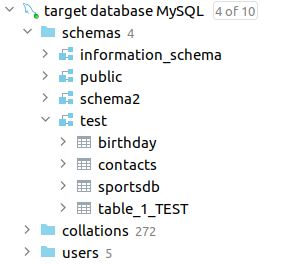 target database MySQL 4 of 10
schemas 4
information_schema
public
schema2
test
birthday
contacts
sportsdb
table_1_TEST
collations 272
users 5